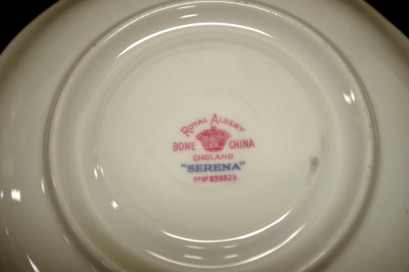 ROYAL ALBERT
BONE CHINA
ENGLAND
"SERENA"